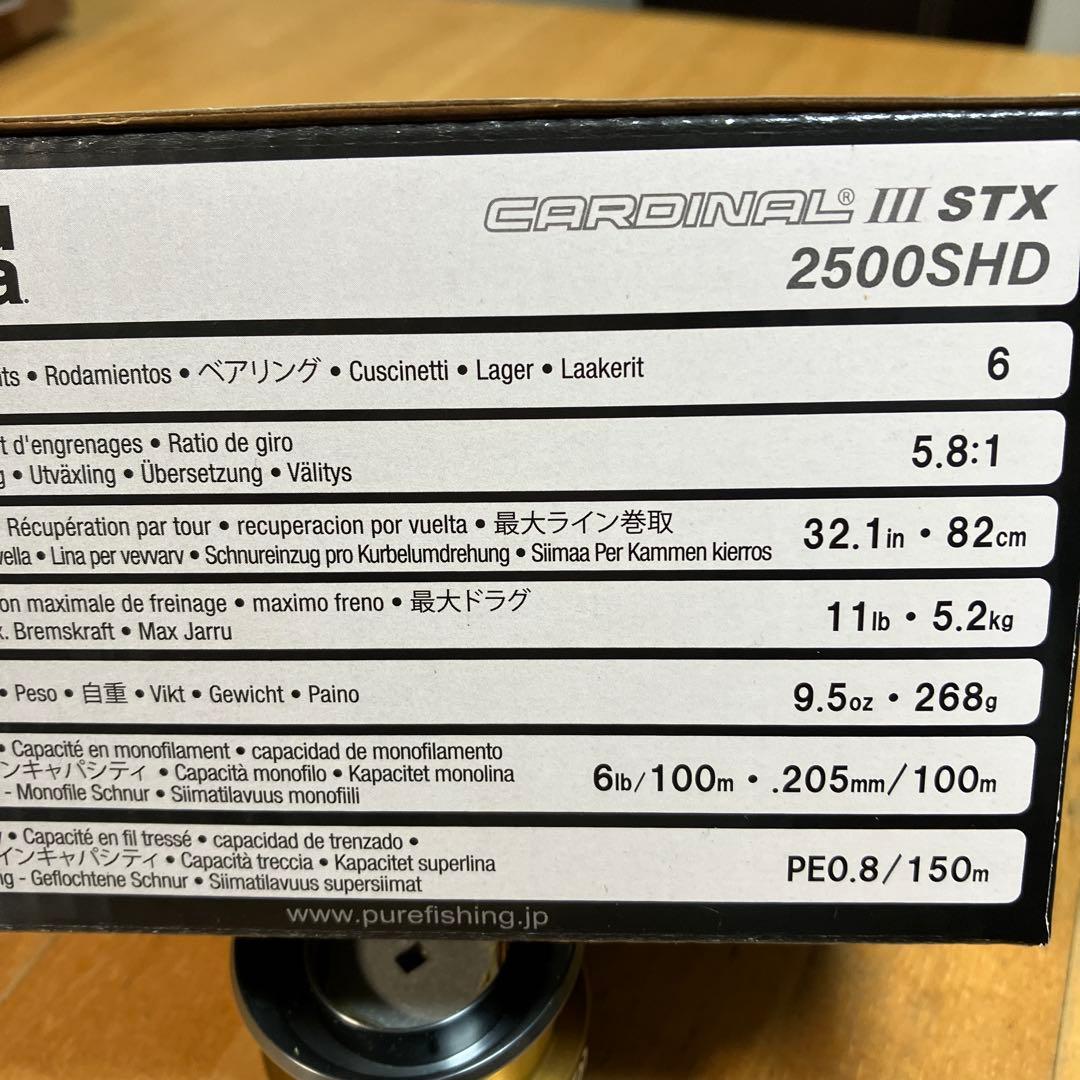 CARDINAL® III STX
2500SHD
• Rodamientos • ベアリング • Cuscinetti • Lager • Laakerit
6
d'engrenages • Ratio de giro
• Utväxling • Übersetzung • Välitys
5.8:1
Récupération par tour • recuperacion por vuelta • 最大ライン巻取
• Lina per vevvarv • Schnureinzug pro Kurbelumdrehung • Siimaa Per Kammen kierros
32.1in • 82cm
maximale de freinage • maximo freno • 最大ドラグ
Bremskraft • Max Jarru
11lb • 5.2kg
• Peso • 自重 • Vikt • Gewicht • Paino
9.5oz • 268g
• Capacité en monofilament • capacidad de monofilamento
ンキャパシティ • Capacità monofilo • Kapacitet monolina
- Monofile Schnur • Siimatilavuus monofiili
6lb/100m • .205mm/100m
• Capacité en fil tressé • capacidad de trenzado •
インキャパシティ • Capacità treccia • Kapacitet superlina
- Geflochtene Schnur • Siimatilavuus supersiimat
PE0.8/150m
www.purefishing.jp